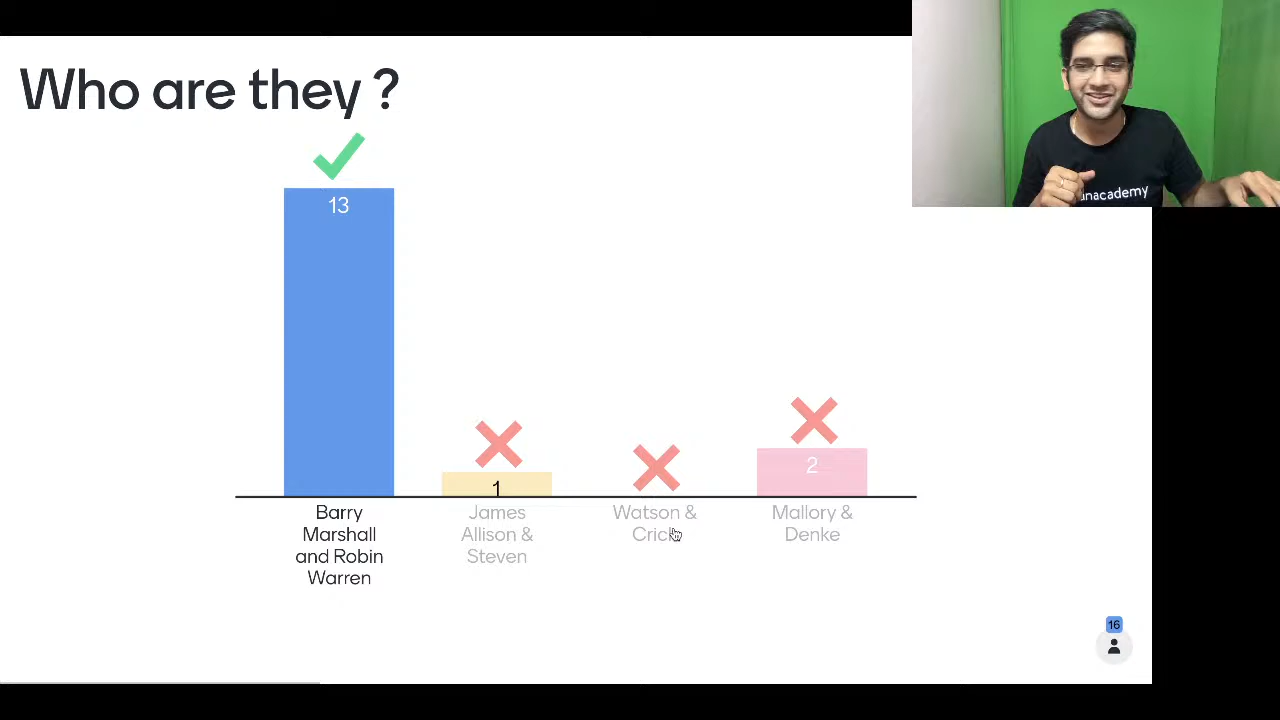 Who are they ?
unacademy
13
1
2
Barry
Marshall
and Robin
Warren
James
Allison &
Steven
Watson &
Crick
Mallory &
Denke
16